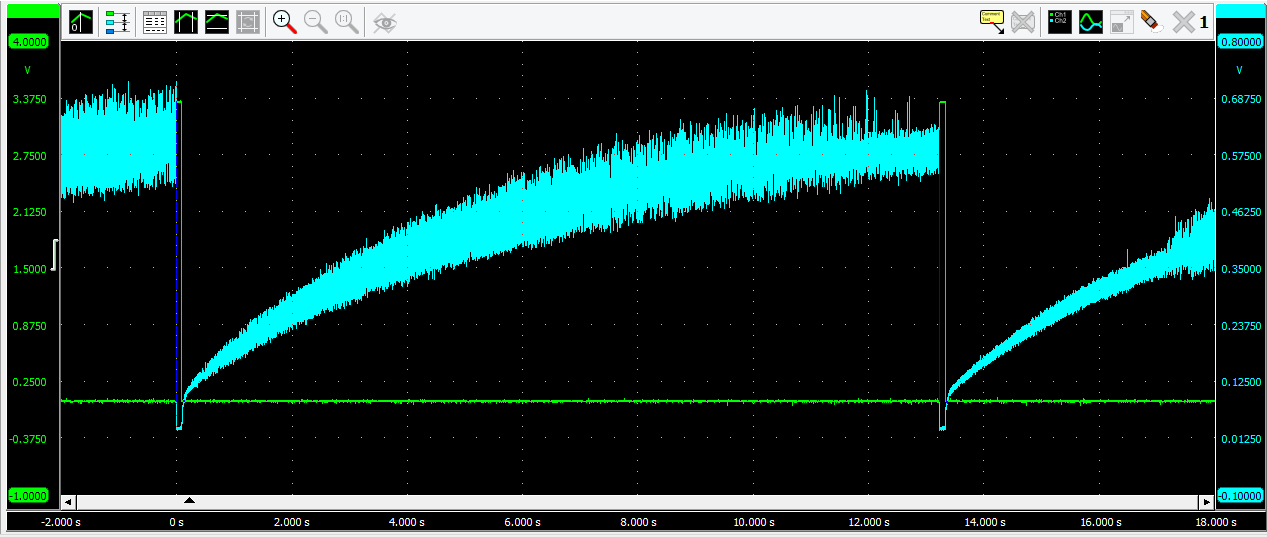 0
1:1
Comment
Text
Ch1
Ch2
1
4.0000
V
3.3750
2.7500
2.1250
1.5000
0.8750
0.2500
-0.3750
-1.0000
0.80000
V
0.68750
0.57500
0.46250
0.35000
0.23750
0.12500
0.01250
-0.10000
-2.000 s
0 s
2.000 s
4.000 s
6.000 s
8.000 s
10.000 s
12.000 s
14.000 s
16.000 s
18.000 s